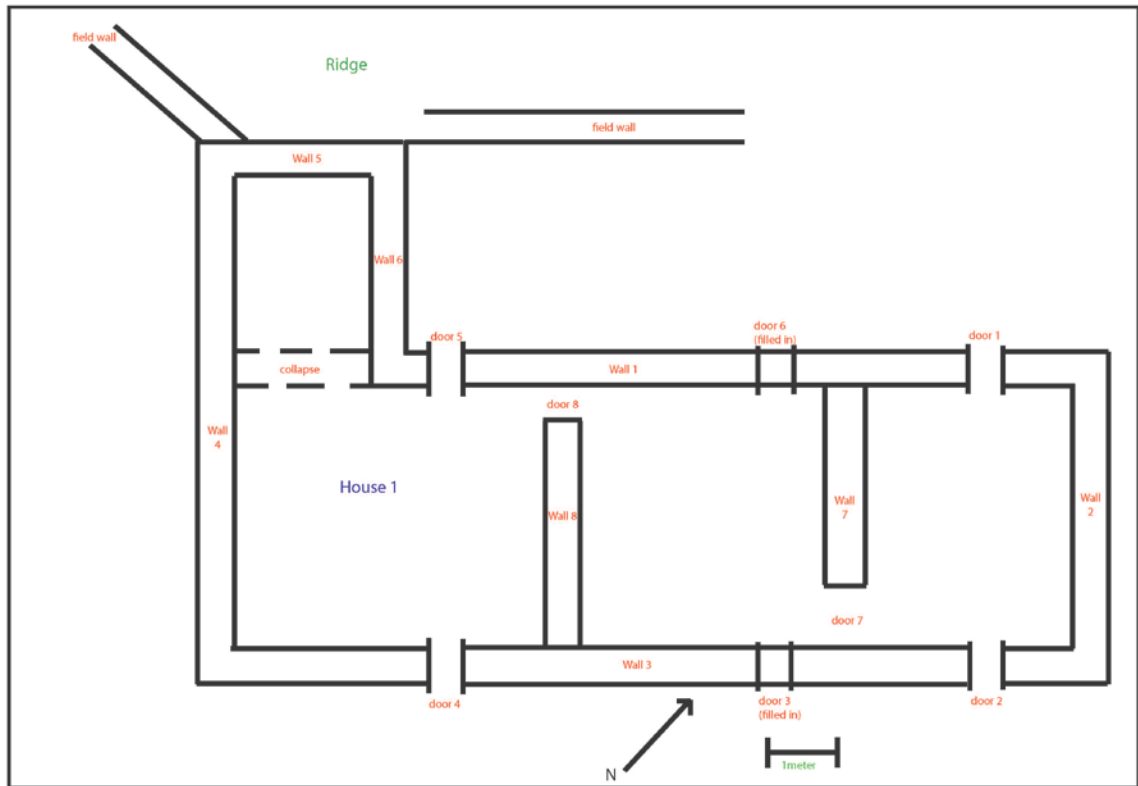 field wall
Ridge
field wall
Wall 5
Wall 6
door 5
door 6
(filled in)
door 1
collapse
Wall 1
door 8
Wall
4
House 1
Wall 8
Wall
7
Wall
2
door 7
Wall 3
door 4
door 3
(filled in)
door 2
N
1meter